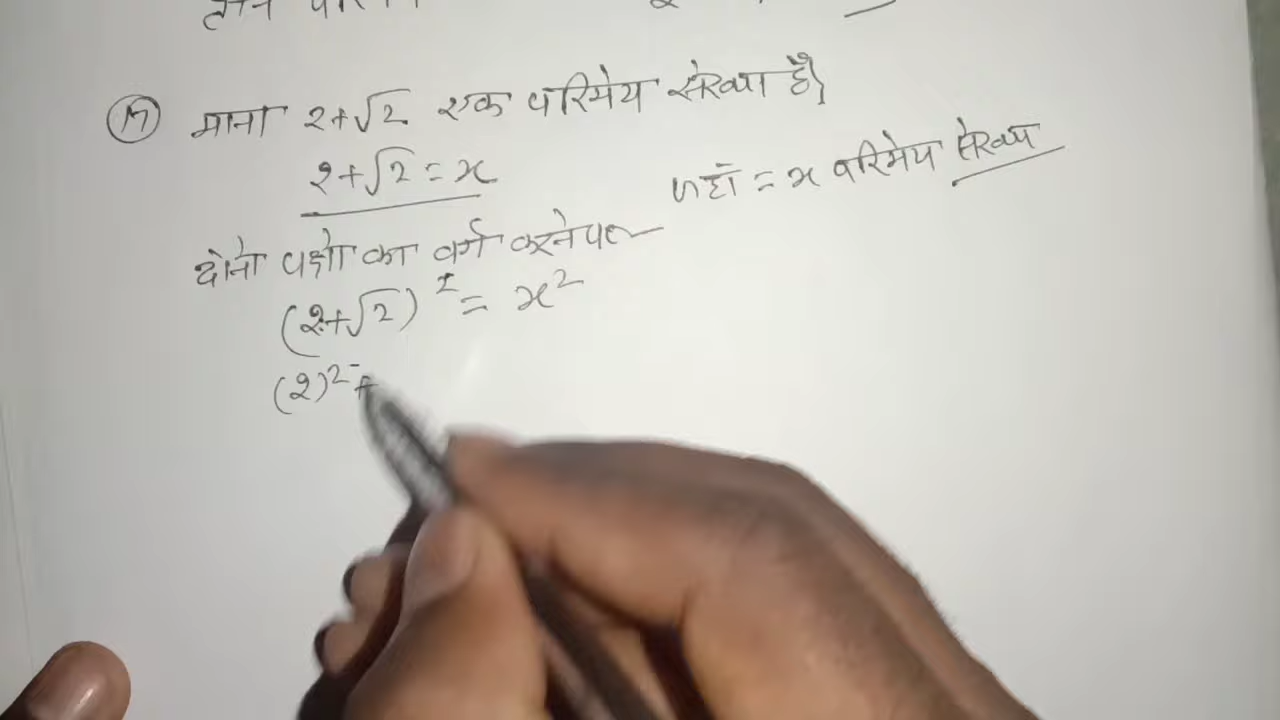 तीन
(17) माना 2+√2 एक परिमेय संख्या है}
2+√2 = x
जहाँ = x परिमेय संख्या
दोनो पक्षो का वर्ग करने पर
(2+√2)² = x²
(2)² +